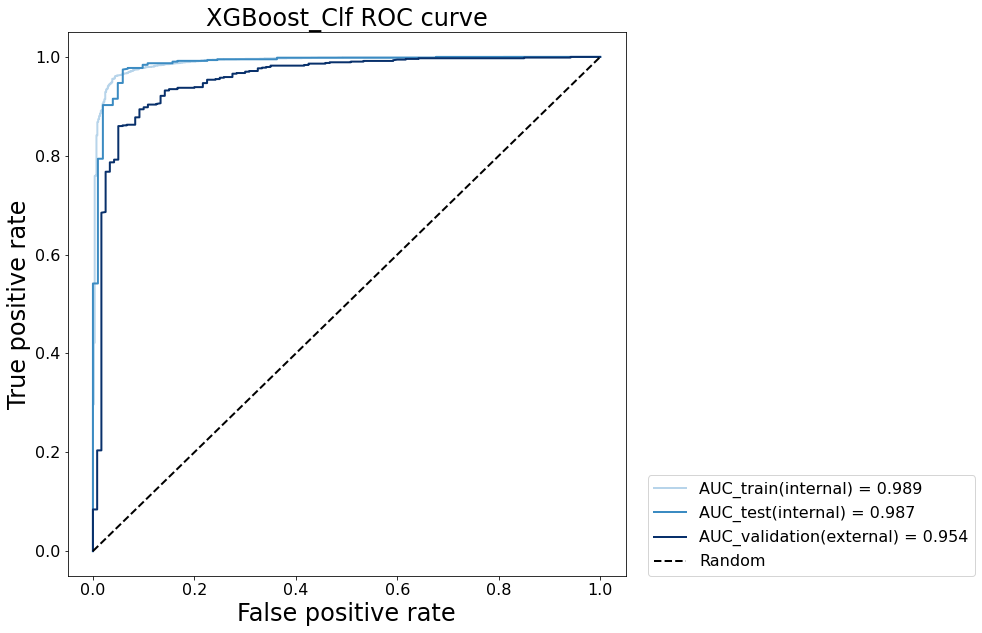 XGBoost_Clf ROC curve
True positive rate
1.0
0.8
0.6
0.4
0.2
0.0
0.0 0.2 0.4 0.6 0.8 1.0
False positive rate
AUC_train(internal) = 0.989
AUC_test(internal) = 0.987
AUC_validation(external) = 0.954
Random